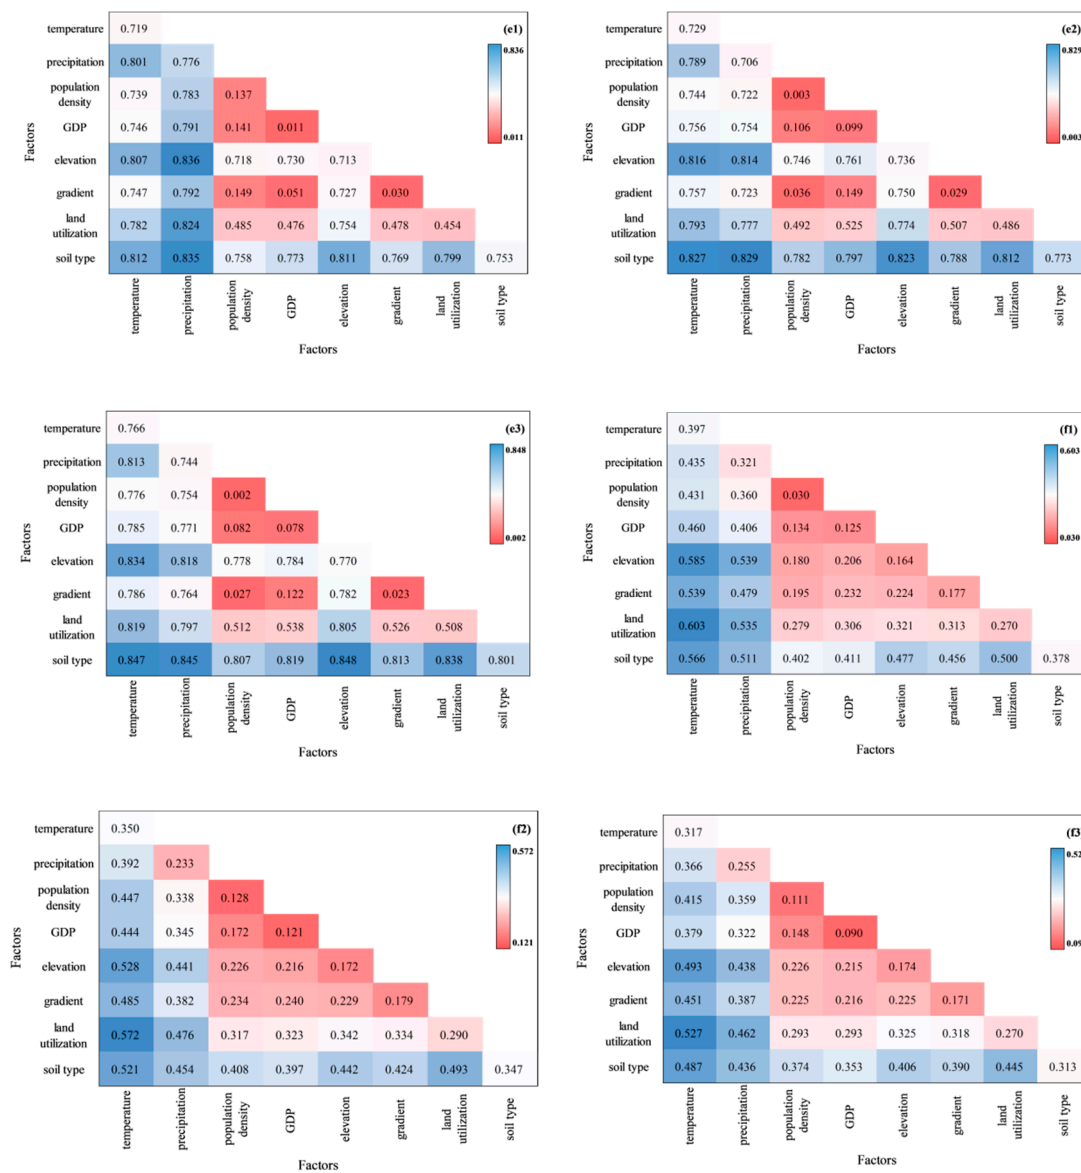 (e1)
0.836
0.011
Factors
temperature 0.719
precipitation 0.801 0.776
population
density 0.739 0.783 0.137
GDP 0.746 0.791 0.141 0.011
elevation 0.807 0.836 0.718 0.730 0.713
gradient 0.747 0.792 0.149 0.051 0.727 0.030
land
utilization 0.782 0.824 0.485 0.476 0.754 0.478 0.454
soil type 0.812 0.835 0.758 0.773 0.811 0.769 0.799 0.753
temperature
precipitation
population
density
GDP
elevation
gradient
land
utilization
soil type
Factors
(e2)
0.829
0.003
Factors
temperature 0.729
precipitation 0.789 0.706
population
density 0.744 0.722 0.003
GDP 0.756 0.754 0.106 0.099
elevation 0.816 0.814 0.746 0.761 0.736
gradient 0.757 0.723 0.036 0.149 0.750 0.029
land
utilization 0.793 0.777 0.492 0.525 0.774 0.507 0.486
soil type 0.827 0.829 0.782 0.797 0.823 0.788 0.812 0.773
temperature
precipitation
population
density
GDP
elevation
gradient
land
utilization
soil type
Factors
(e3)
0.848
0.002
Factors
temperature 0.766
precipitation 0.813 0.744
population
density 0.776 0.754 0.002
GDP 0.785 0.771 0.082 0.078
elevation 0.834 0.818 0.778 0.784 0.770
gradient 0.786 0.764 0.027 0.122 0.782 0.023
land
utilization 0.819 0.797 0.512 0.538 0.805 0.526 0.508
soil type 0.847 0.845 0.807 0.819 0.848 0.813 0.838 0.801
temperature
precipitation
population
density
GDP
elevation
gradient
land
utilization
soil type
Factors
(f1)
0.603
0.030
Factors
temperature 0.397
precipitation 0.435 0.321
population
density 0.431 0.360 0.030
GDP 0.460 0.406 0.134 0.125
elevation 0.585 0.539 0.180 0.206 0.164
gradient 0.539 0.479 0.195 0.232 0.224 0.177
land
utilization 0.603 0.535 0.279 0.306 0.321 0.313 0.270
soil type 0.566 0.511 0.402 0.411 0.477 0.456 0.500 0.378
temperature
precipitation
population
density
GDP
elevation
gradient
land
utilization
soil type
Factors
(f2)
0.572
0.121
Factors
temperature 0.350
precipitation 0.392 0.233
population
density 0.447 0.338 0.128
GDP 0.444 0.345 0.172 0.121
elevation 0.528 0.441 0.226 0.216 0.172
gradient 0.485 0.382 0.234 0.240 0.229 0.179
land
utilization 0.572 0.476 0.317 0.323 0.342 0.334 0.290
soil type 0.521 0.454 0.408 0.397 0.442 0.424 0.493 0.347
temperature
precipitation
population
density
GDP
elevation
gradient
land
utilization
soil type
Factors
(f3
0.52
0.09
Factors
temperature 0.317
precipitation 0.366 0.255
population
density 0.415 0.359 0.111
GDP 0.379 0.322 0.148 0.090
elevation 0.493 0.438 0.226 0.215 0.174
gradient 0.451 0.387 0.225 0.216 0.225 0.171
land
utilization 0.527 0.462 0.293 0.293 0.325 0.318 0.270
soil type 0.487 0.436 0.374 0.353 0.406 0.390 0.445 0.313
temperature
precipitation
population
density
GDP
elevation
gradient
land
utilization
soil type
Factors